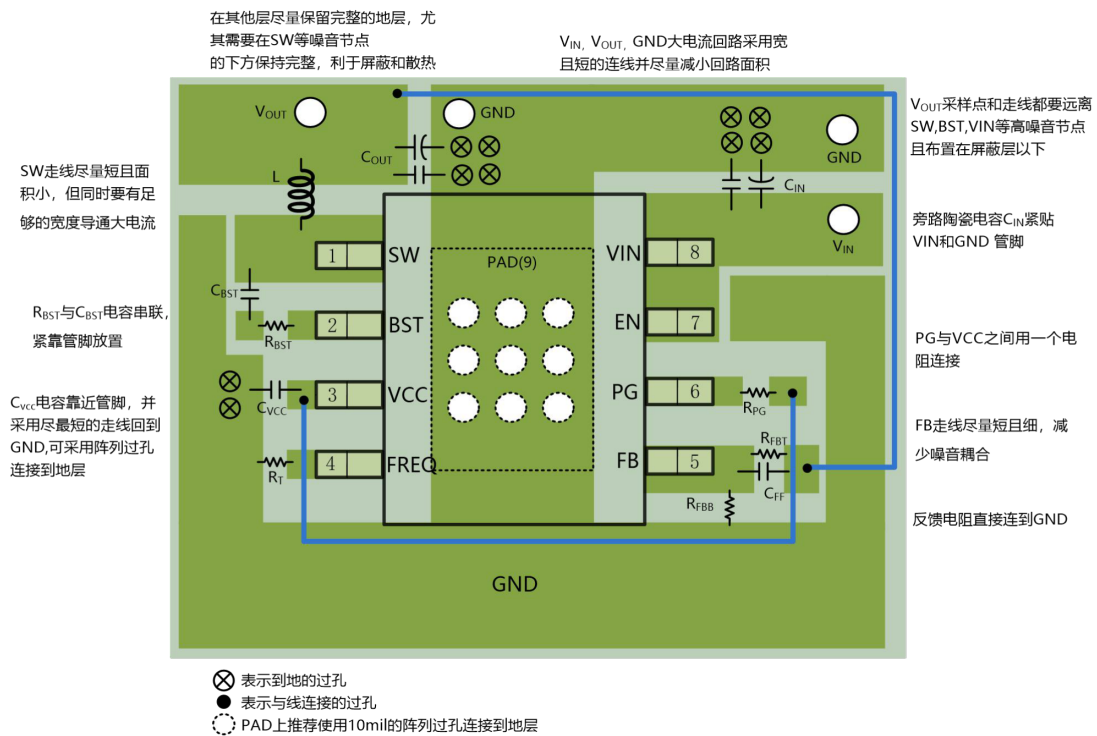 在其他层尽量保留完整的地层，尤
其需要在SW等噪音节点
的下方保持完整，利于屏蔽和散热
VIN，VOUT，GND大电流回路采用宽
且短的连线并尽量减小回路面积
VOUT采样点和走线都要远离
SW,BST,VIN等高噪音节点
且布置在屏蔽层以下
VOUT
GND
GND
COUT
CIN
L
SW走线尽量短且面
积小，但同时要有足
够的宽度导通大电流
旁路陶瓷电容CIN紧贴
VIN和GND 管脚
VIN
1
SW
PAD(9)
VIN
8
CBST
RBST与CBST电容串联，
紧靠管脚放置
RBST
2
BST
EN
7
PG与VCC之间用一个电
阻连接
CVCC
3
VCC
PG
6
RPG
Cvcc电容靠近管脚，并
采用尽最短的走线回到
GND,可采用阵列过孔
连接到地层
FB走线尽量短且细，减
少噪音耦合
RT
4
FREQ
FB
5
RFBT
CFF
RFBB
反馈电阻直接连到GND
GND
表示到地的过孔
表示与线连接的过孔
PAD上推荐使用10mil的阵列过孔连接到地层